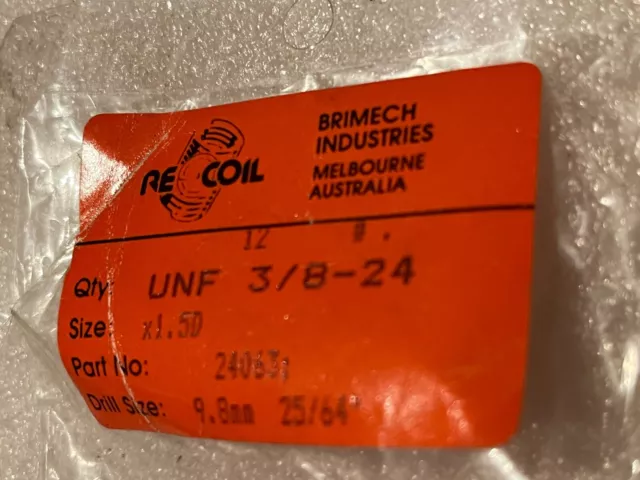 RECOIL
BRIMECH
INDUSTRIES
MELBOURNE
AUSTRALIA
12
Qty: UNF 3/8-24
Size: x1.5D
Part No: 24063
Drill Size: 9.8mm 25/64"